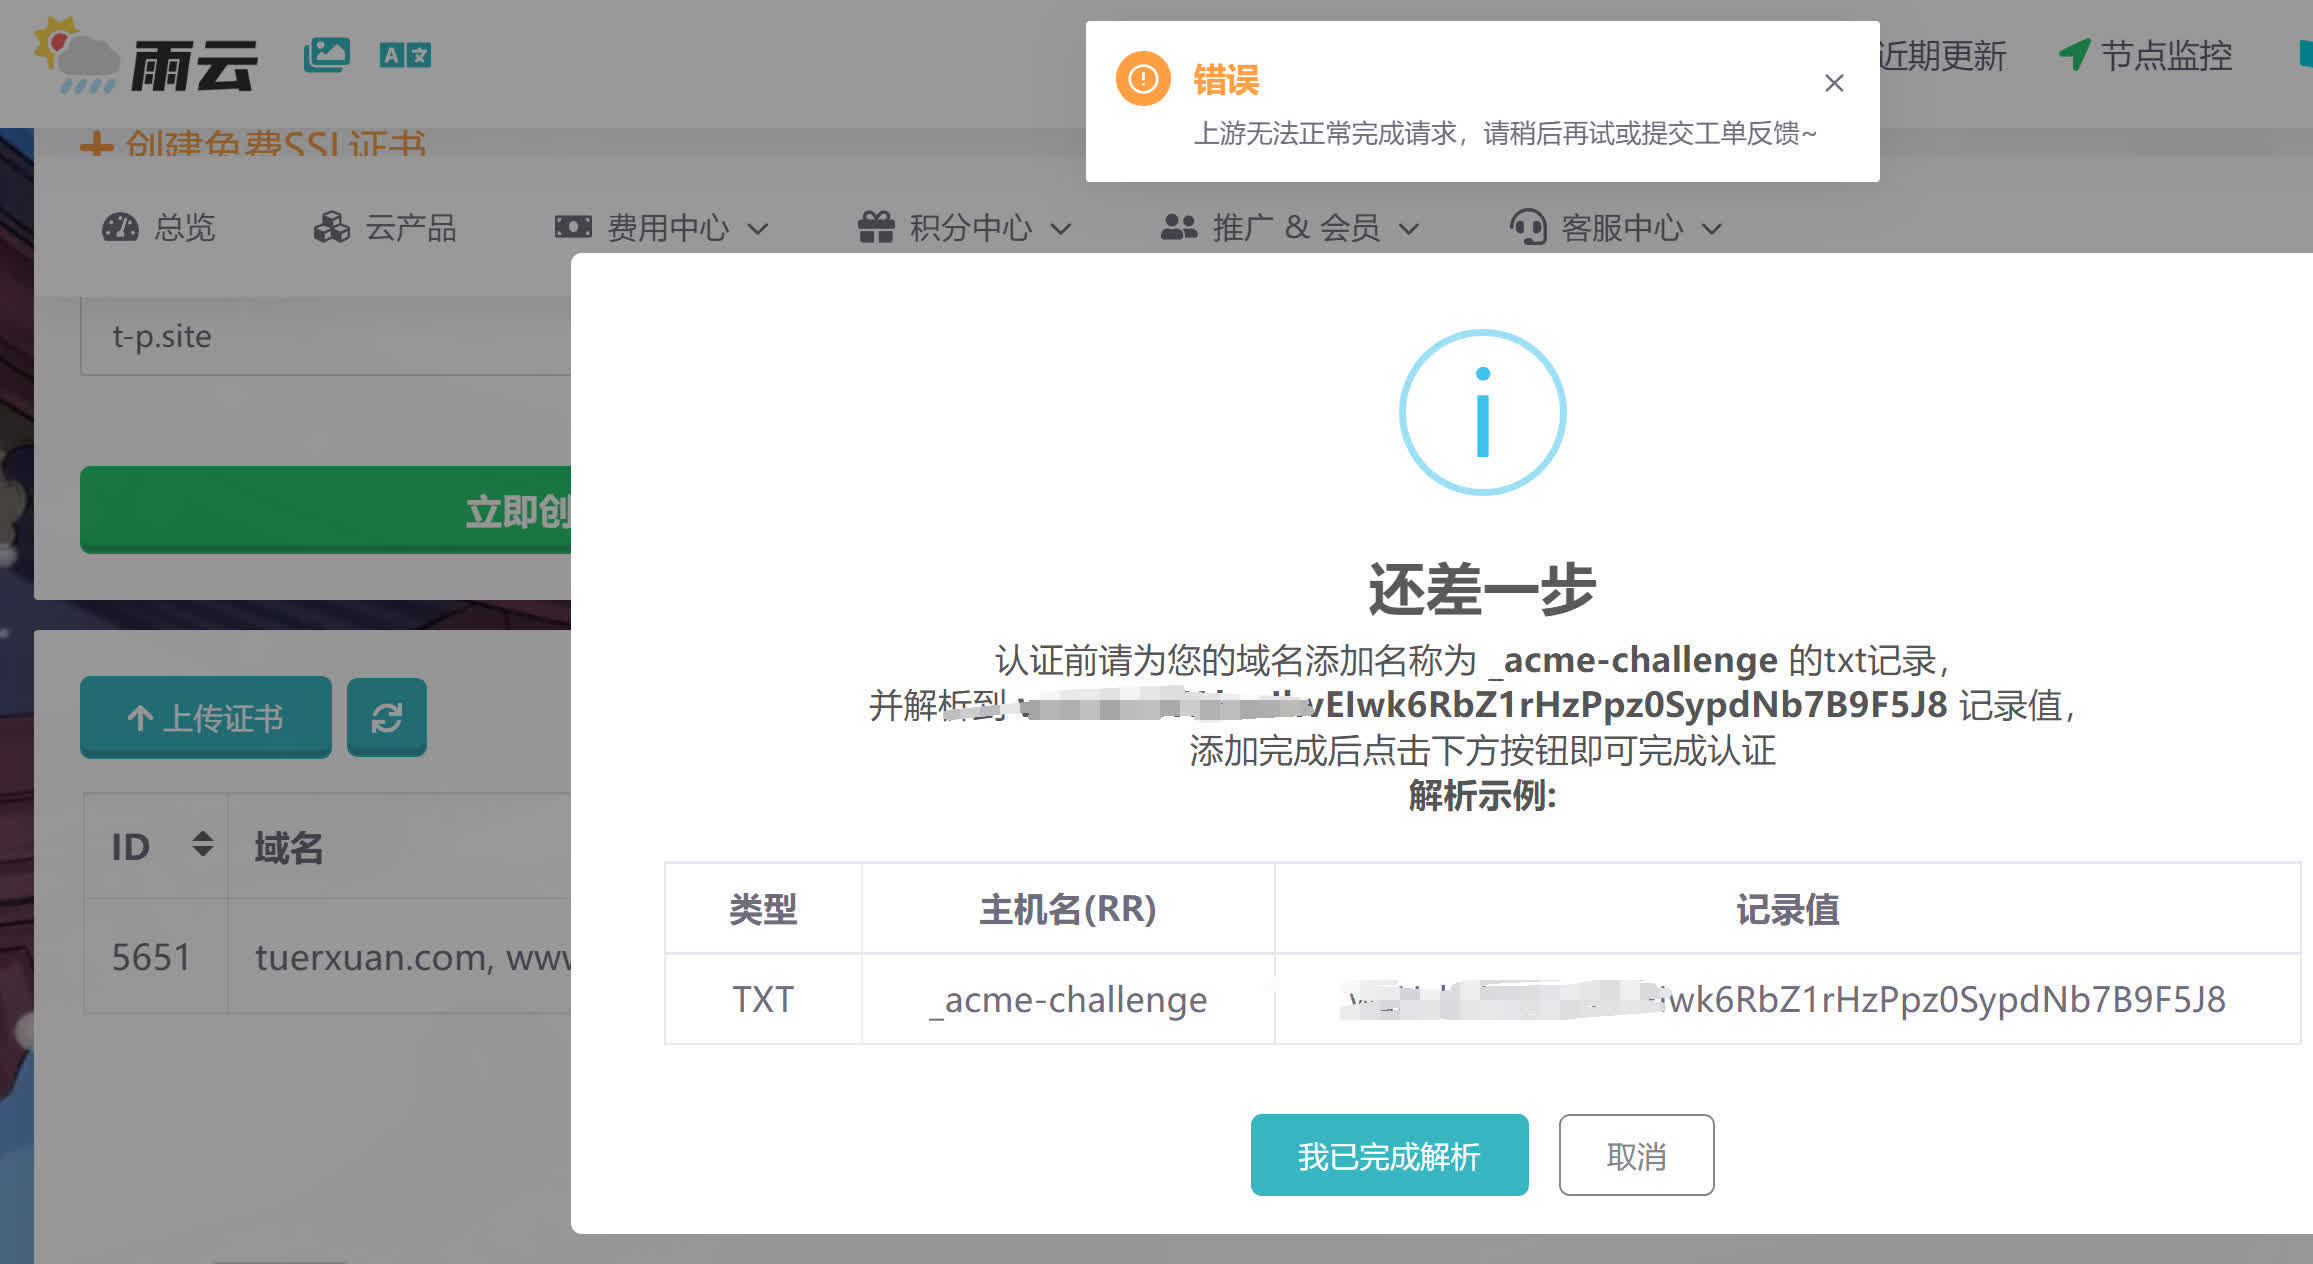 雨云
错误
上游无法正常完成请求，请稍后再试或提交工单反馈~
近期更新
节点监控
创建免费SSL证书
总览
云产品
费用中心
积分中心
推广 & 会员
客服中心
t-p.site
立即创
还差一步
认证前请为您的域名添加名称为 _acme-challenge 的txt记录，
并解析到 vEIwk6RbZ1rHzPpz0SypdNb7B9F5J8 记录值，
添加完成后点击下方按钮即可完成认证
解析示例:
上传证书
ID 域名
5651 tuerxuan.com, www
类型 主机名(RR) 记录值
TXT _acme-challenge Iwk6RbZ1rHzPpz0SypdNb7B9F5J8
我已完成解析
取消